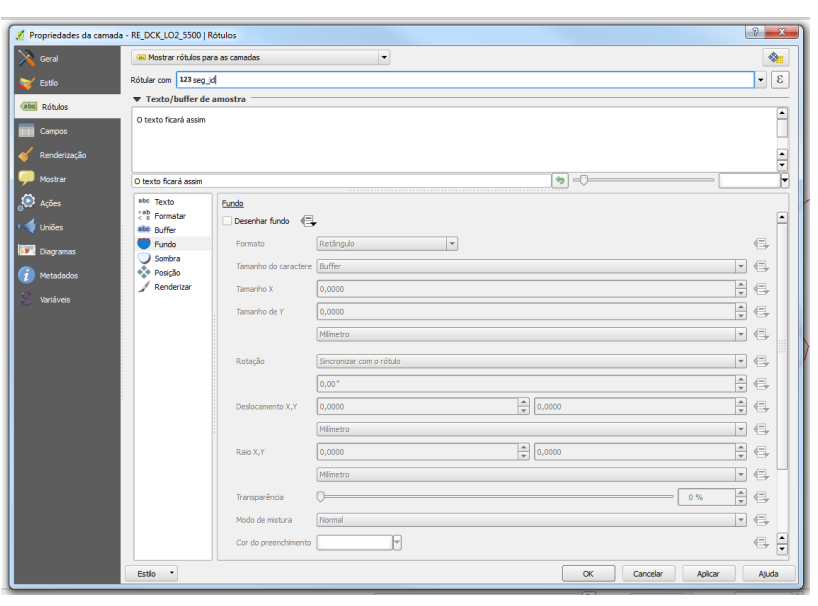 Propriedades da camada - RE_DCK_LO2_5500 | Rótulos
Geral
Estilo
Rótulos
Campos
Renderização
Mostrar
Ações
Uniões
Diagramas
Metadados
Variáveis
Mostrar rótulos para as camadas
Rótular com 123 seg_id
Texto/buffer de amostra
O texto ficará assim
O texto ficará assim
Texto
Formatar
Buffer
Fundo
Sombra
Posição
Renderizar
Fundo
Desenhar fundo
Formato Retângulo
Tamanho do caractere Buffer
Tamanho X 0,0000
Tamanho de Y 0,0000
Milímetro
Rotação Sincronizar com o rótulo
0,00°
Deslocamento X,Y 0,0000 0,0000
Milímetro
Raio X,Y 0,0000 0,0000
Milímetro
Transparência 0 %
Modo de mistura Normal
Cor do preenchimento
Estilo OK Cancelar Aplicar Ajuda